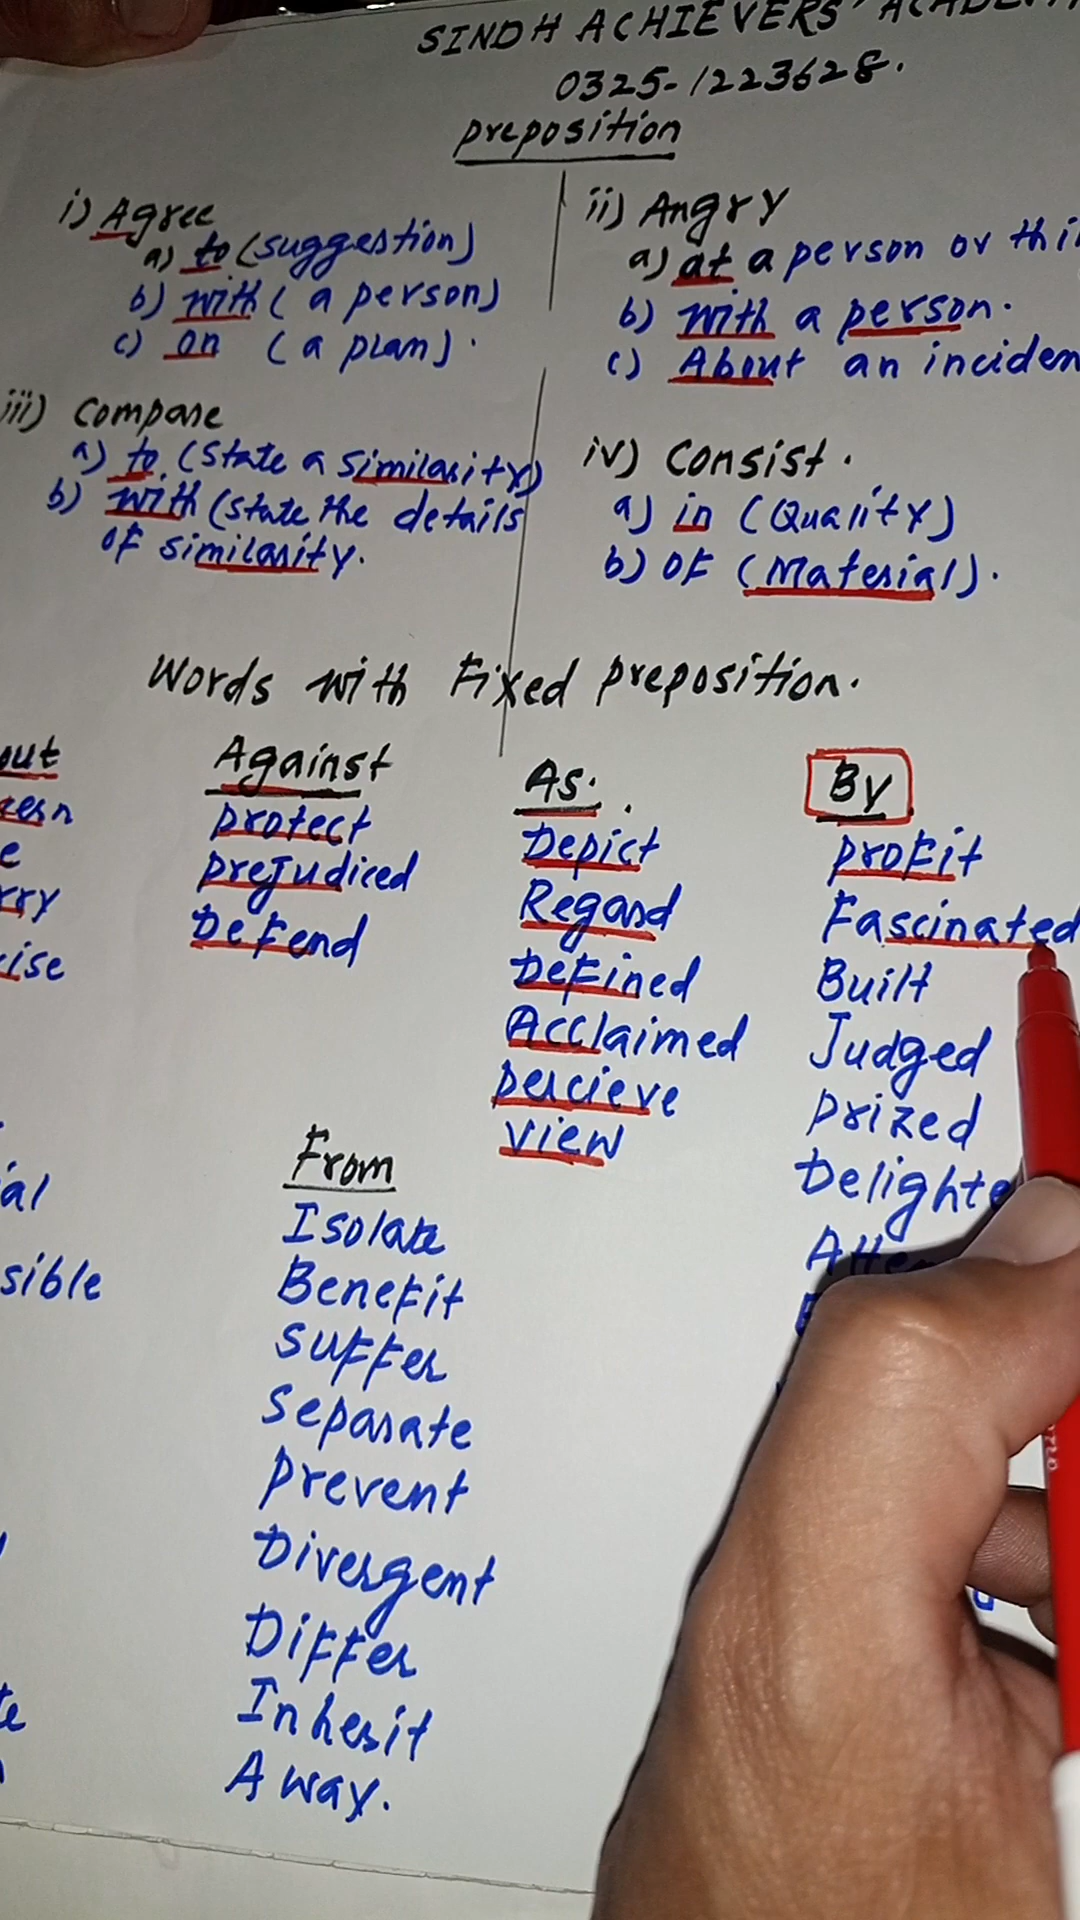 SINDH ACHIEVERS'
0325-1223628.
preposition
i) Agree
a) to (suggestion)
b) with ( a person)
c) on ( a plan).
ii) Angry
a) at a person or
b) with a person.
c) About an
iii) Compare
a) to (State a similarity)
b) with (state the details
of similarity.
iv) Consist.
a) in (Quality)
b) OF (Material).
Words with Fixed preposition.
Against
protect
prejudiced
Defend
As.
Depict
Regard
Defined
Acclaimed
percieve
view
By
profit
Fascinated
Built
Judged
prized
From
Isolate
Benefit
Suffer
Separate
prevent
Divergent
Differ
Inherit
Away.